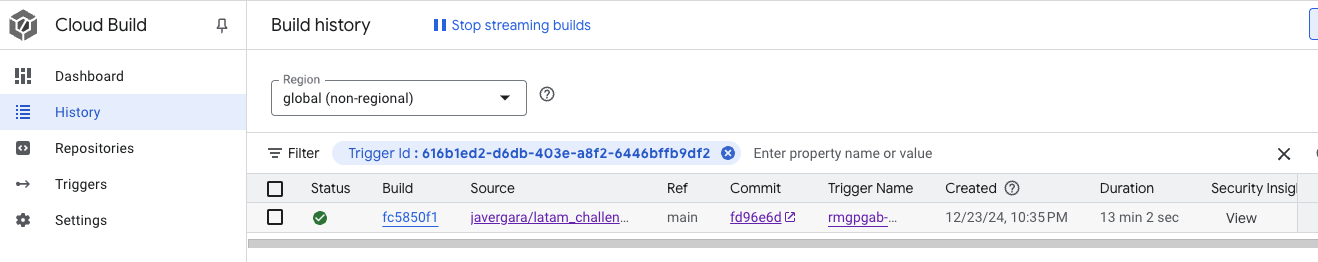 Cloud Build
Build history
Stop streaming builds
Dashboard
History
Repositories
Triggers
Settings
Region
global (non-regional)
Filter
Trigger Id : 616b1ed2-d6db-403e-a8f2-6446bffb9df2
Enter property name or value
Status Build Source Ref Commit Trigger Name Created Duration Security Insig
fc5850f1 javergara/latam_challen... main fd96e6d rmgpgab-... 12/23/24, 10:35 PM 13 min 2 sec View